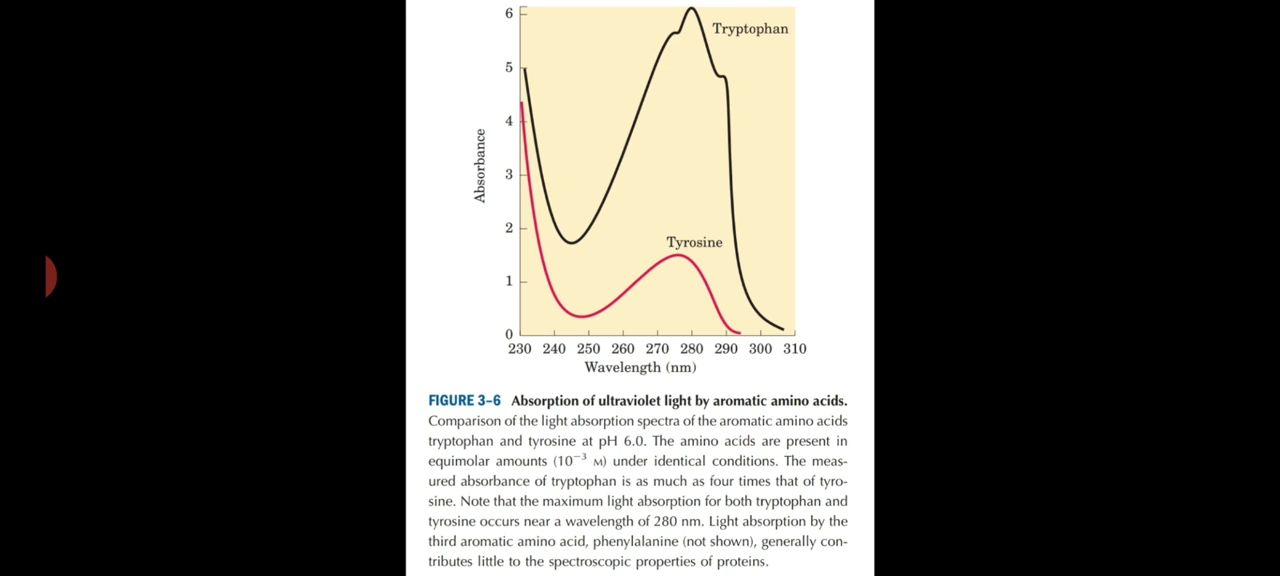 6
Tryptophan
5
4
Absorbance
3
2
Tyrosine
1
0
230 240 250 260 270 280 290 300 310
Wavelength (nm)
FIGURE 3–6 Absorption of ultraviolet light by aromatic amino acids.
Comparison of the light absorption spectra of the aromatic amino acids
tryptophan and tyrosine at pH 6.0. The amino acids are present in
equimolar amounts (10⁻³ M) under identical conditions. The meas-
ured absorbance of tryptophan is as much as four times that of tyro-
sine. Note that the maximum light absorption for both tryptophan and
tyrosine occurs near a wavelength of 280 nm. Light absorption by the
third aromatic amino acid, phenylalanine (not shown), generally con-
tributes little to the spectroscopic properties of proteins.